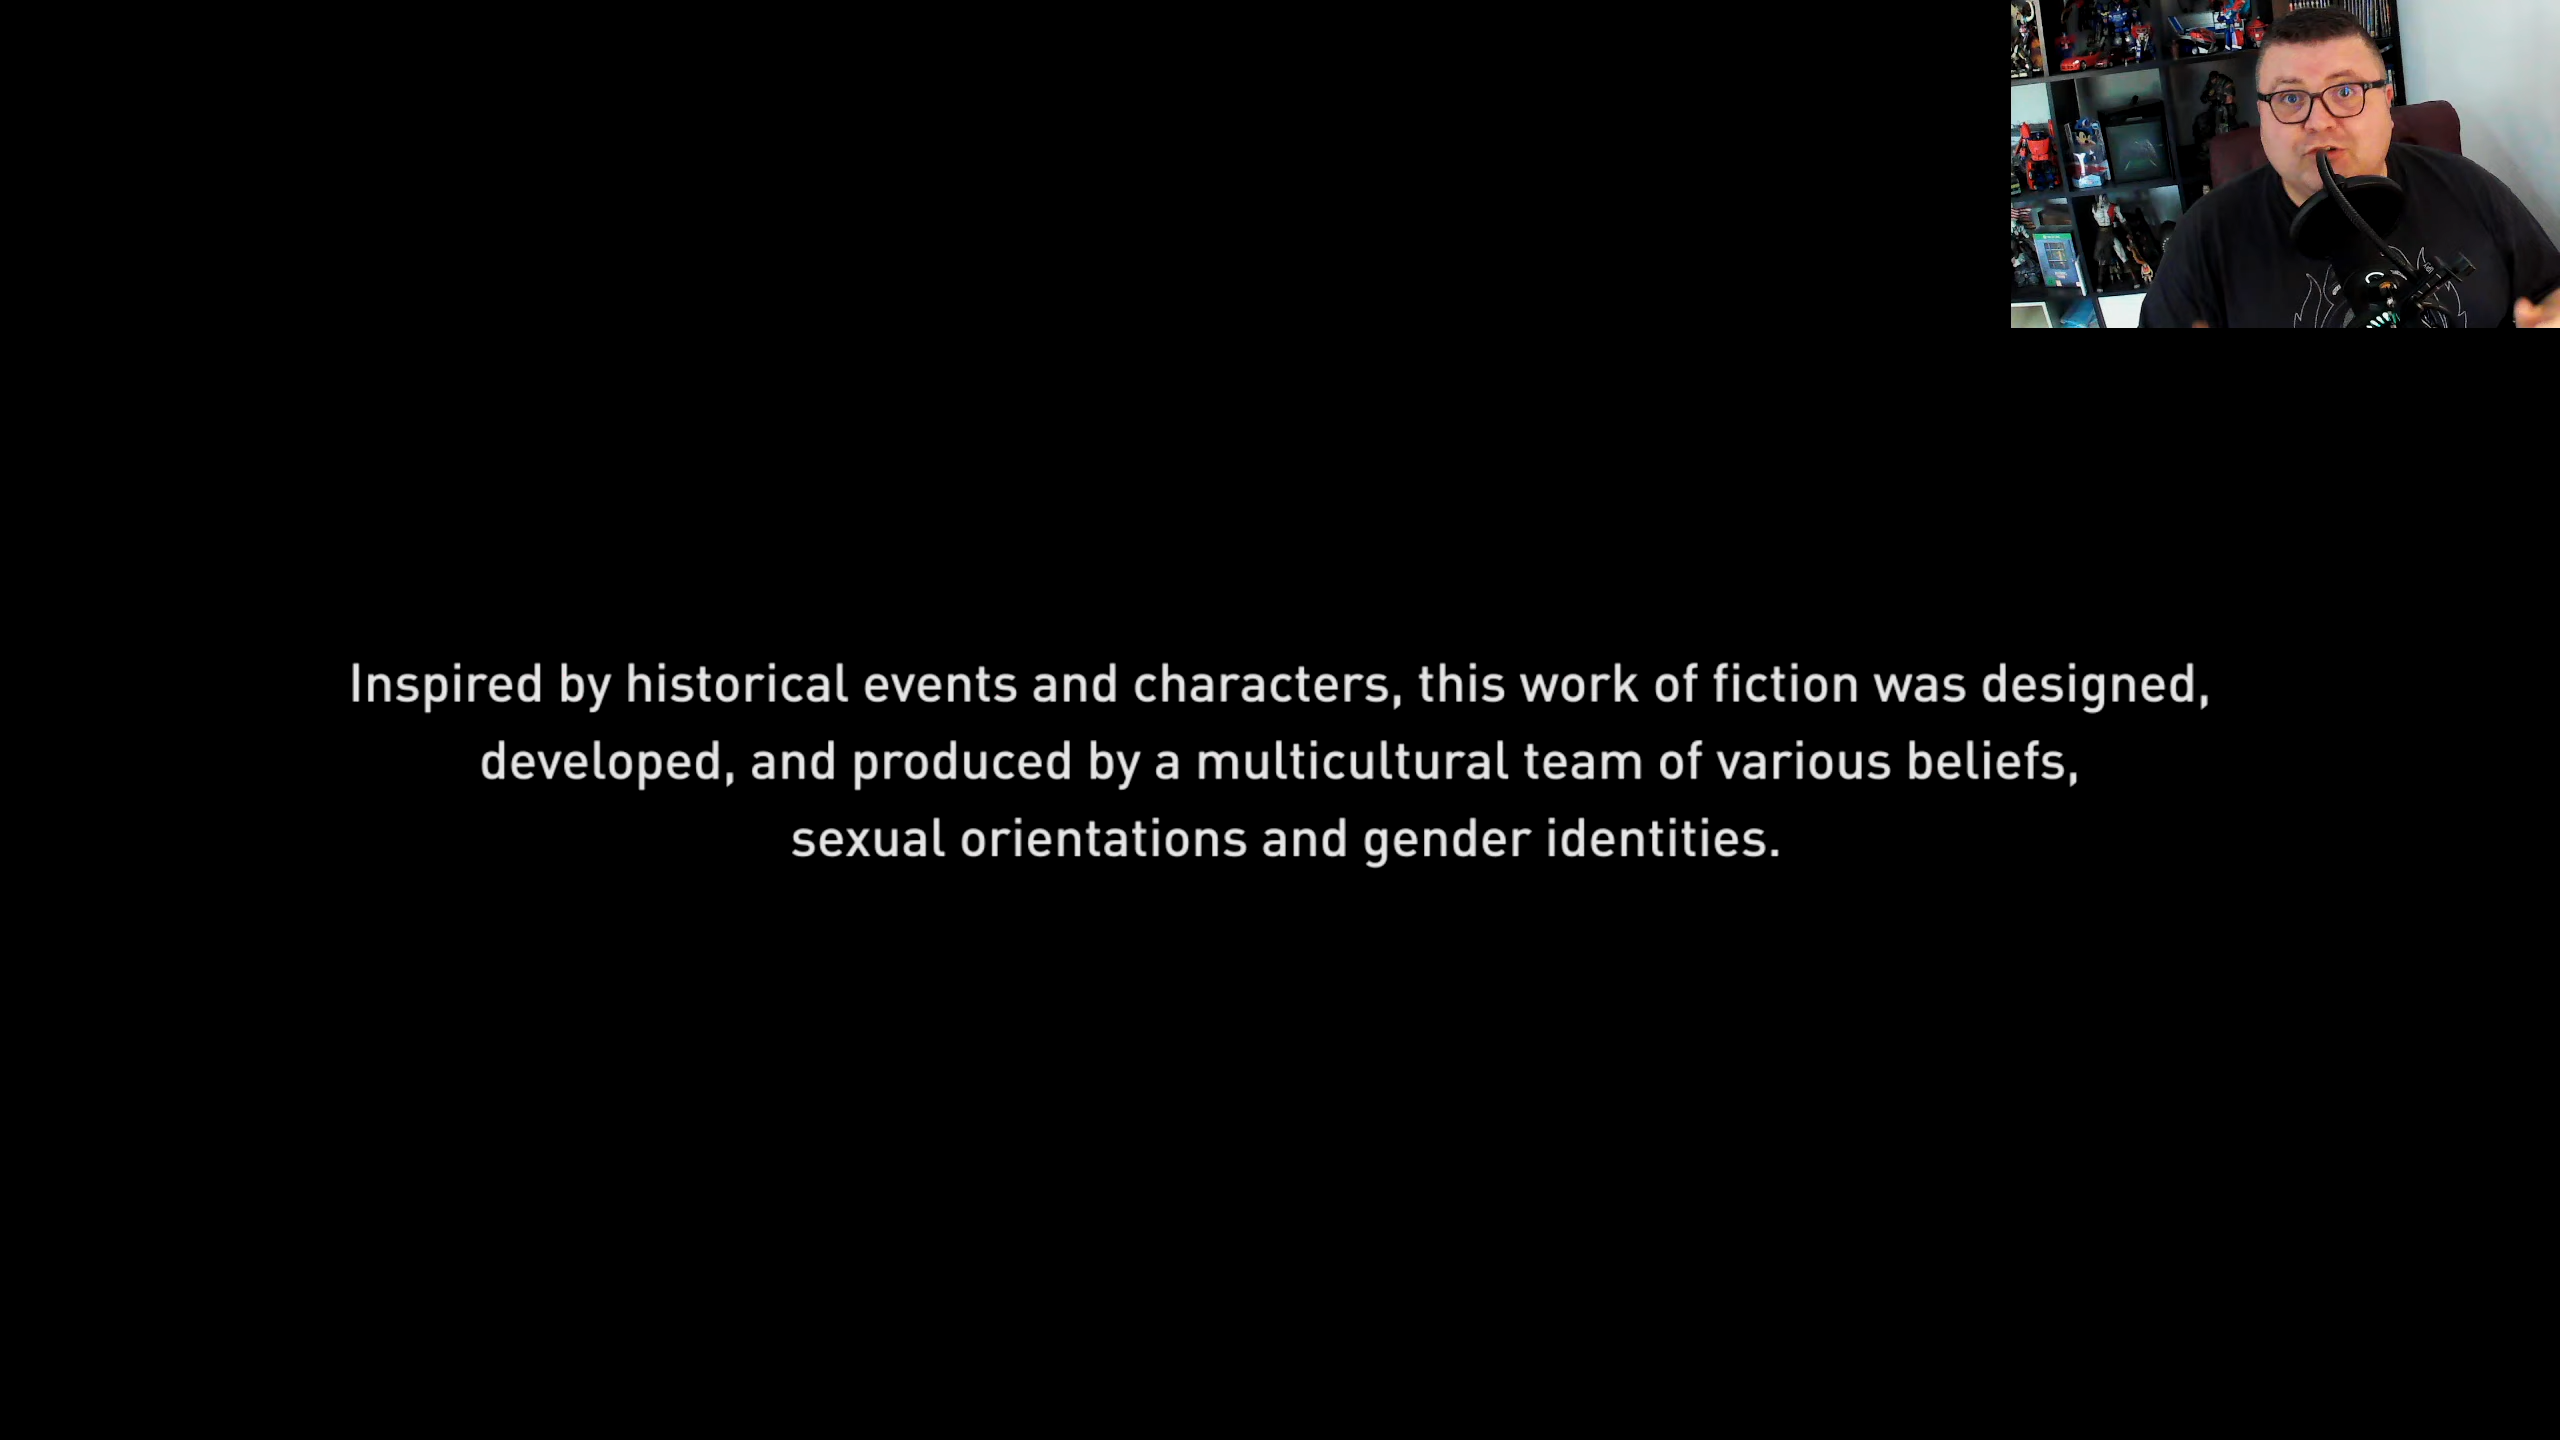 Inspired by historical events and characters, this work of fiction was designed,
developed, and produced by a multicultural team of various beliefs,
sexual orientations and gender identities.